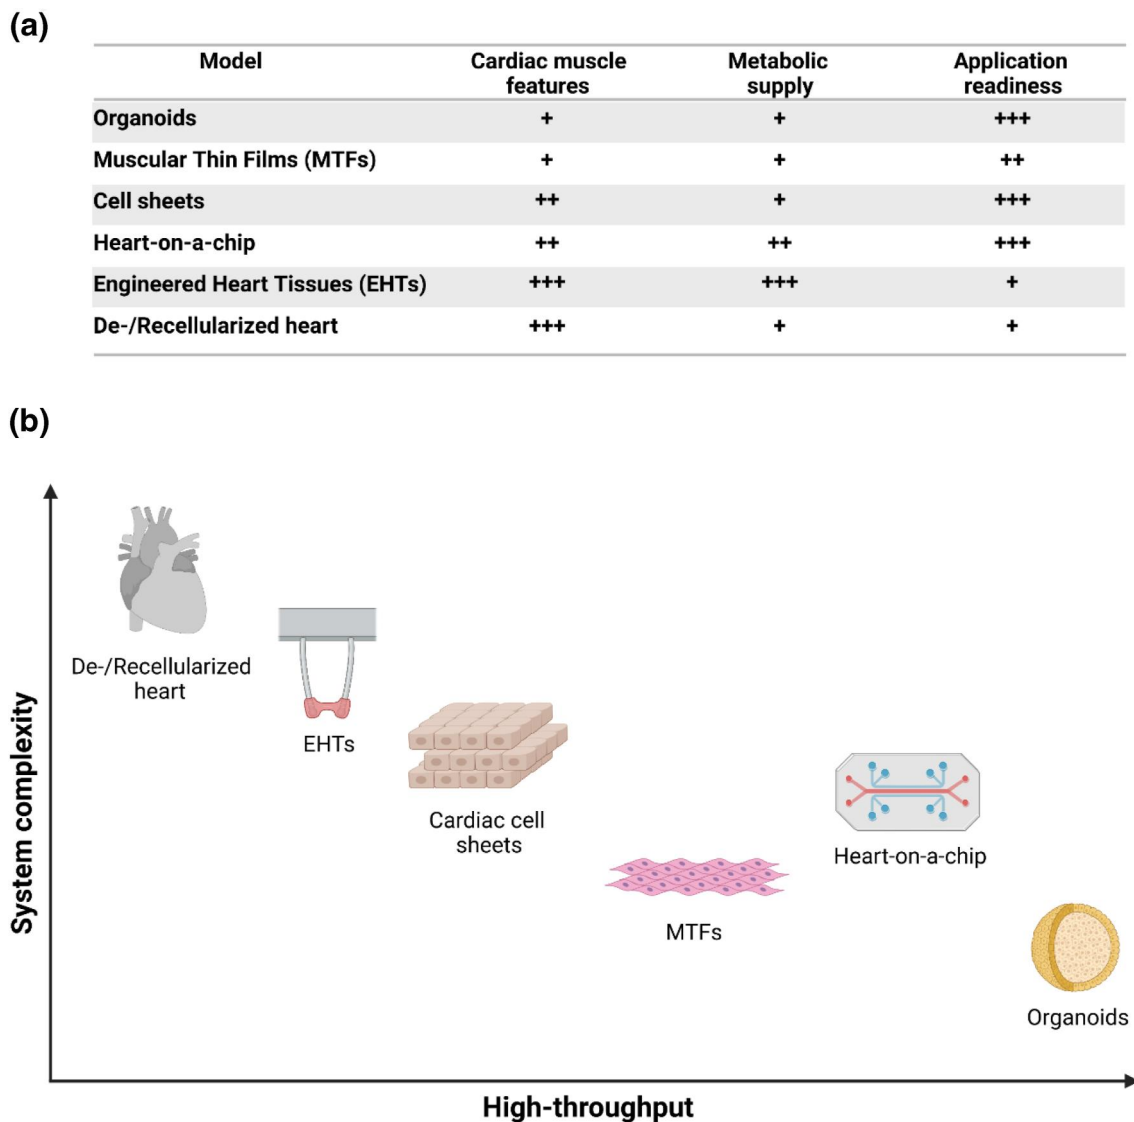 (a)
Model Cardiac muscle features Metabolic supply Application readiness
Organoids + + +++
Muscular Thin Films (MTFs) + + ++
Cell sheets ++ + +++
Heart-on-a-chip ++ ++ +++
Engineered Heart Tissues (EHTs) +++ +++ +
De-/Recellularized heart +++ + +
(b)
System complexity
De-/Recellularized
heart
EHTs
Cardiac cell
sheets
MTFs
Heart-on-a-chip
Organoids
High-throughput